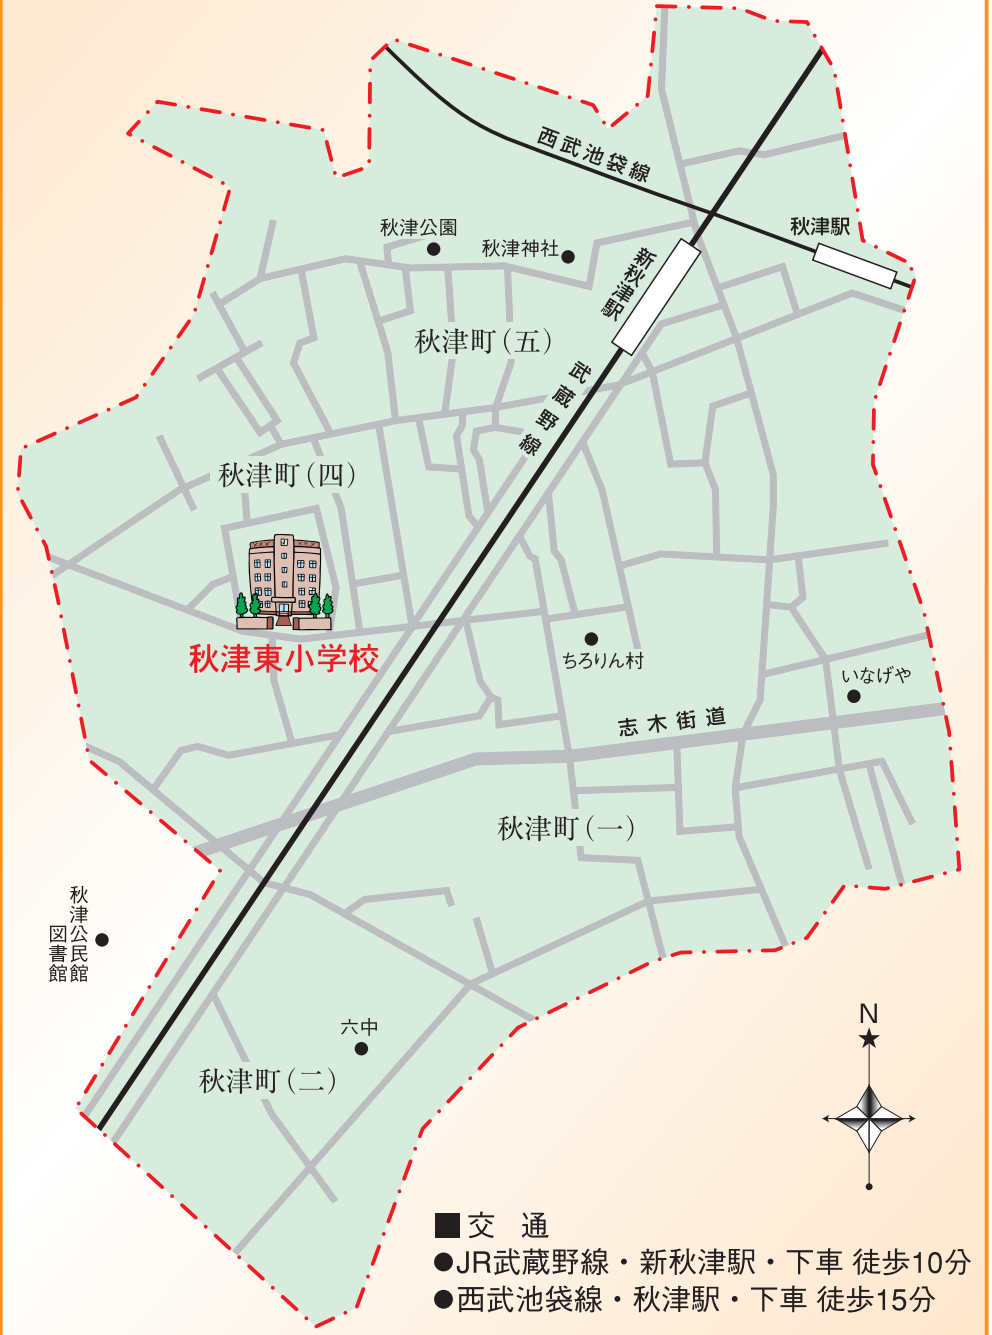 西武池袋線
秋津公園
秋津神社
秋津駅
新秋津駅
秋津町(五)
武蔵野線
秋津町(四)
秋津東小学校
ちろりん村
いなげや
志木街道
秋津町(一)
秋津公民館
図書館
六中
秋津町(二)
N
■交 通
●JR武蔵野線・新秋津駅・下車 徒歩10分
●西武池袋線・秋津駅・下車 徒歩15分